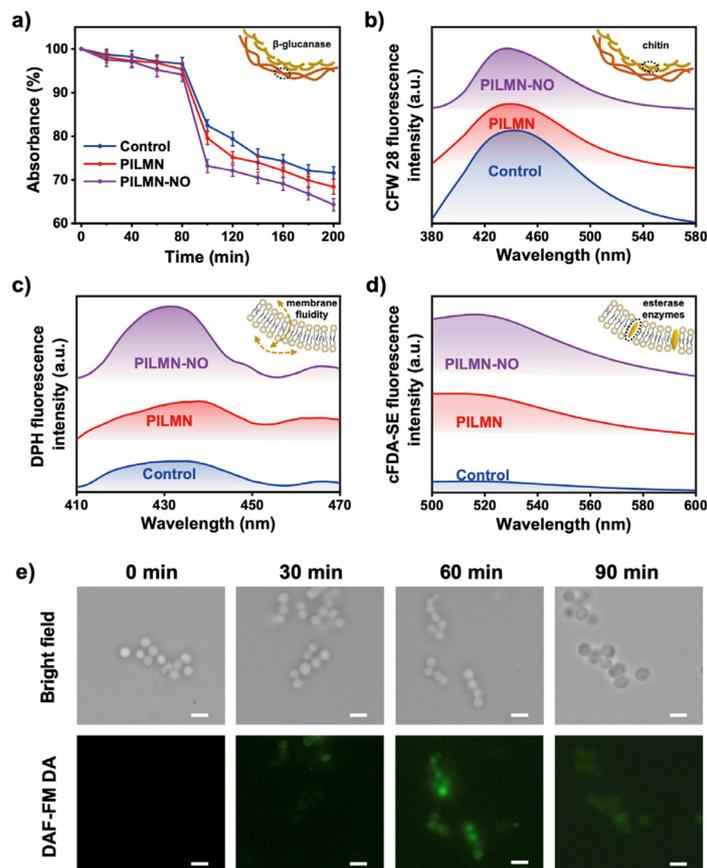 a)
100
90
80
70
60
0
40
80
120
160
200
Absorbance (%)
Time (min)
Control
PILMN
PILMN-NO
β-glucanase
b)
CFW 28 fluorescence
intensity (a.u.)
PILMN-NO
PILMN
Control
chitin
380
420
460
500
540
580
Wavelength (nm)
c)
DPH fluorescence
intensity (a.u.)
PILMN-NO
PILMN
Control
membrane
fluidity
410
430
450
470
Wavelength (nm)
d)
cFDA-SE fluorescence
intensity (a.u.)
PILMN-NO
PILMN
Control
esterase
enzymes
500
520
540
560
580
600
Wavelength (nm)
e)
0 min
30 min
60 min
90 min
Bright field
DAF-FM DA